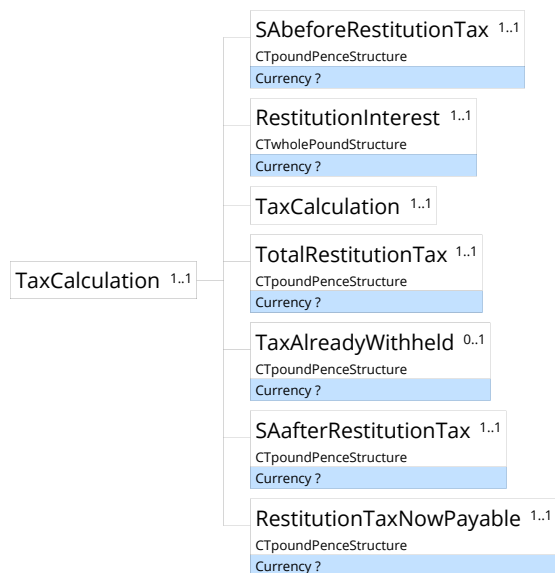 SAbeforeRestitutionTax 1..1
CTpoundPenceStructure
Currency ?
RestitutionInterest 1..1
CTwholePoundStructure
Currency ?
TaxCalculation 1..1
TaxCalculation 1..1
TotalRestitutionTax 1..1
CTpoundPenceStructure
Currency ?
TaxAlreadyWithheld 0..1
CTpoundPenceStructure
Currency ?
SAafterRestitutionTax 1..1
CTpoundPenceStructure
Currency ?
RestitutionTaxNowPayable 1..1
CTpoundPenceStructure
Currency ?